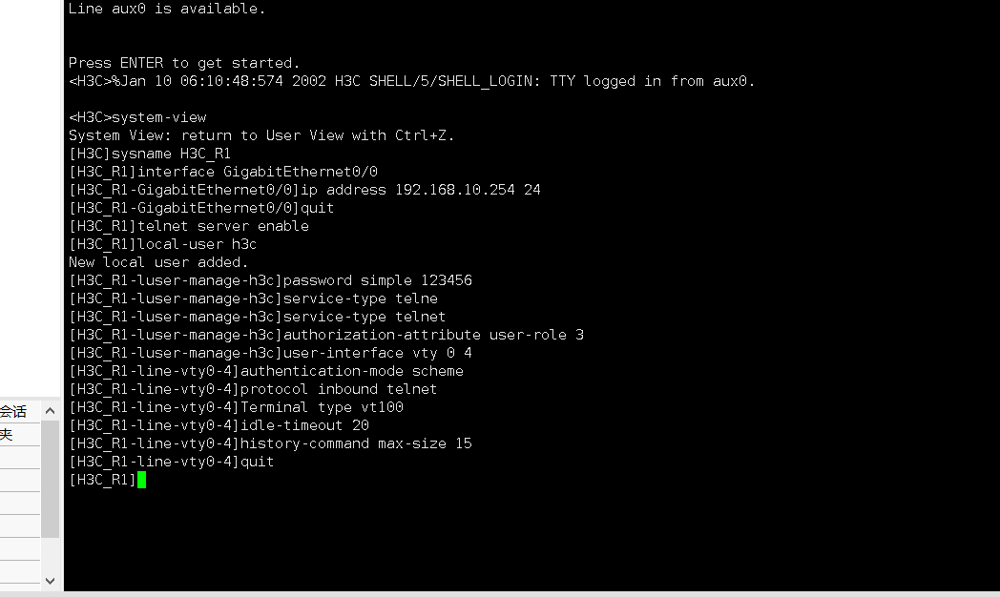 Line aux0 is available.
Press ENTER to get started.
<H3C>%Jan 10 06:10:48:574 2002 H3C SHELL/5/SHELL_LOGIN: TTY logged in from aux0.
<H3C>system-view
System View: return to User View with Ctrl+Z.
[H3C]sysname H3C_R1
[H3C_R1]interface GigabitEthernet0/0
[H3C_R1-GigabitEthernet0/0]ip address 192.168.10.254 24
[H3C_R1-GigabitEthernet0/0]quit
[H3C_R1]telnet server enable
[H3C_R1]local-user h3c
New local user added.
[H3C_R1-luser-manage-h3c]password simple 123456
[H3C_R1-luser-manage-h3c]service-type telne
[H3C_R1-luser-manage-h3c]service-type telnet
[H3C_R1-luser-manage-h3c]authorization-attribute user-role 3
[H3C_R1-luser-manage-h3c]user-interface vty 0 4
[H3C_R1-line-vty0-4]authentication-mode scheme
[H3C_R1-line-vty0-4]protocol inbound telnet
[H3C_R1-line-vty0-4]Terminal type vt100
[H3C_R1-line-vty0-4]idle-timeout 20
[H3C_R1-line-vty0-4]history-command max-size 15
[H3C_R1-line-vty0-4]quit
[H3C_R1]
会话
夹